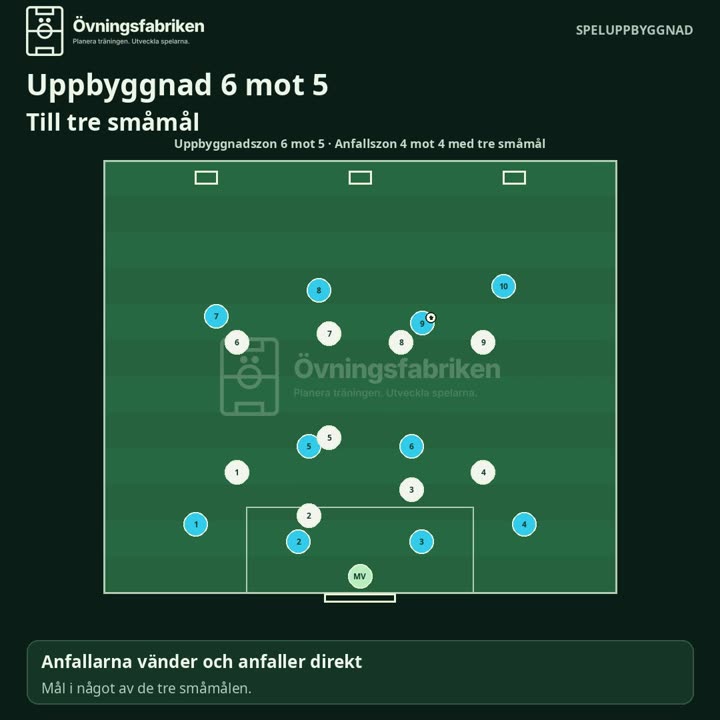 Övningsfabriken
Planera träningen. Utveckla spelarna.
SPELUPPBYGGNAD
Uppbyggnad 6 mot 5
Till tre småmål
Uppbyggnadszon 6 mot 5 · Anfallszon 4 mot 4 med tre småmål
10
8
7
9
7
6
8
9
Övningsfabriken
Planera träningen. Utveckla spelarna.
5
5
6
1
4
3
2
1
4
2
3
MV
Anfallarna vänder och anfaller direkt
Mål i något av de tre småmålen.